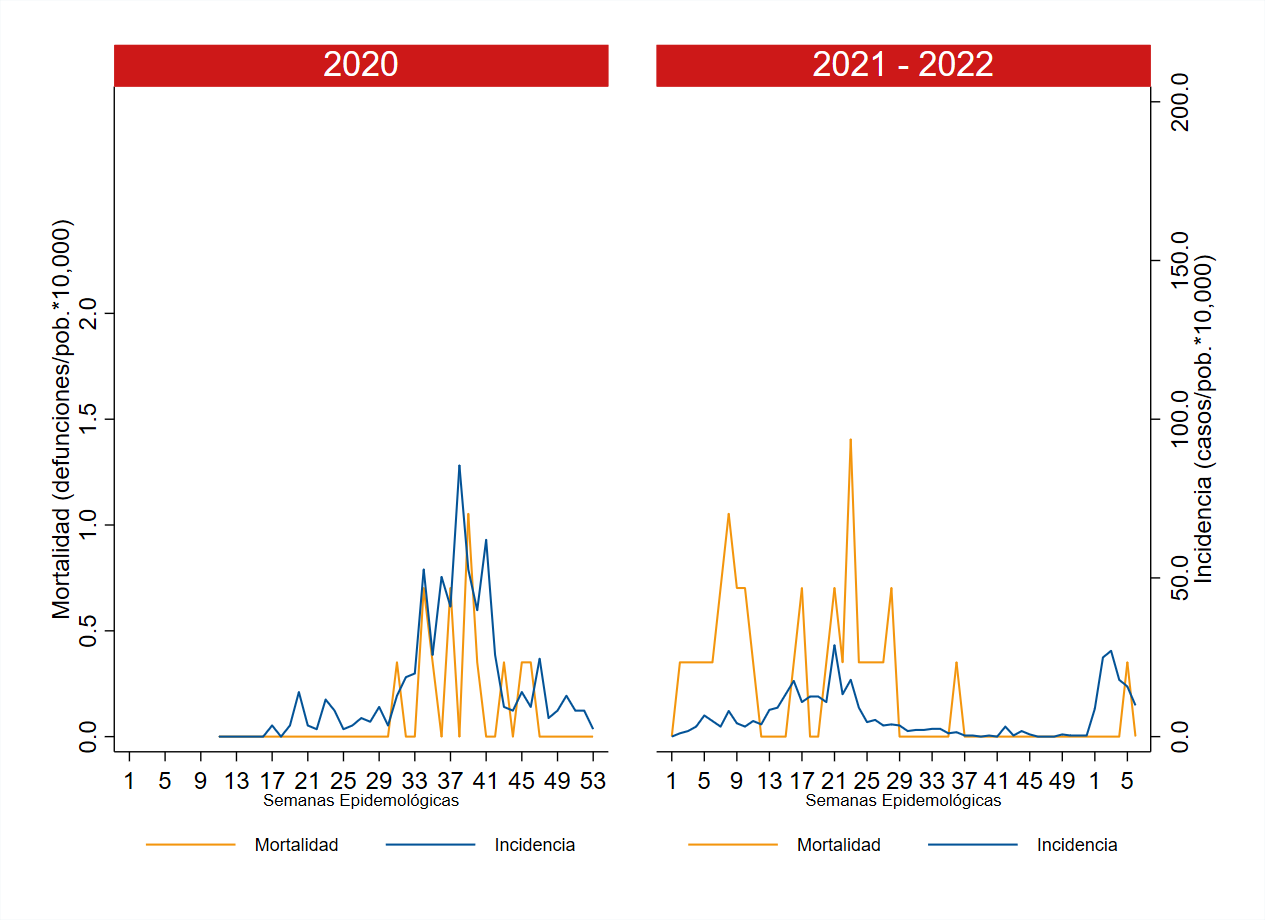 2020
2021 - 2022
Mortalidad (defunciones/pob.*10,000)
0.0 0.5 1.0 1.5 2.0
0.0 50.0 100.0 150.0 200.0
Incidencia (casos/pob.*10,000)
1 5 9 13 17 21 25 29 33 37 41 45 49 53
Semanas Epidemológicas
1 5 9 13 17 21 25 29 33 37 41 45 49 1 5
Semanas Epidemológicas
Mortalidad Incidencia
Mortalidad Incidencia